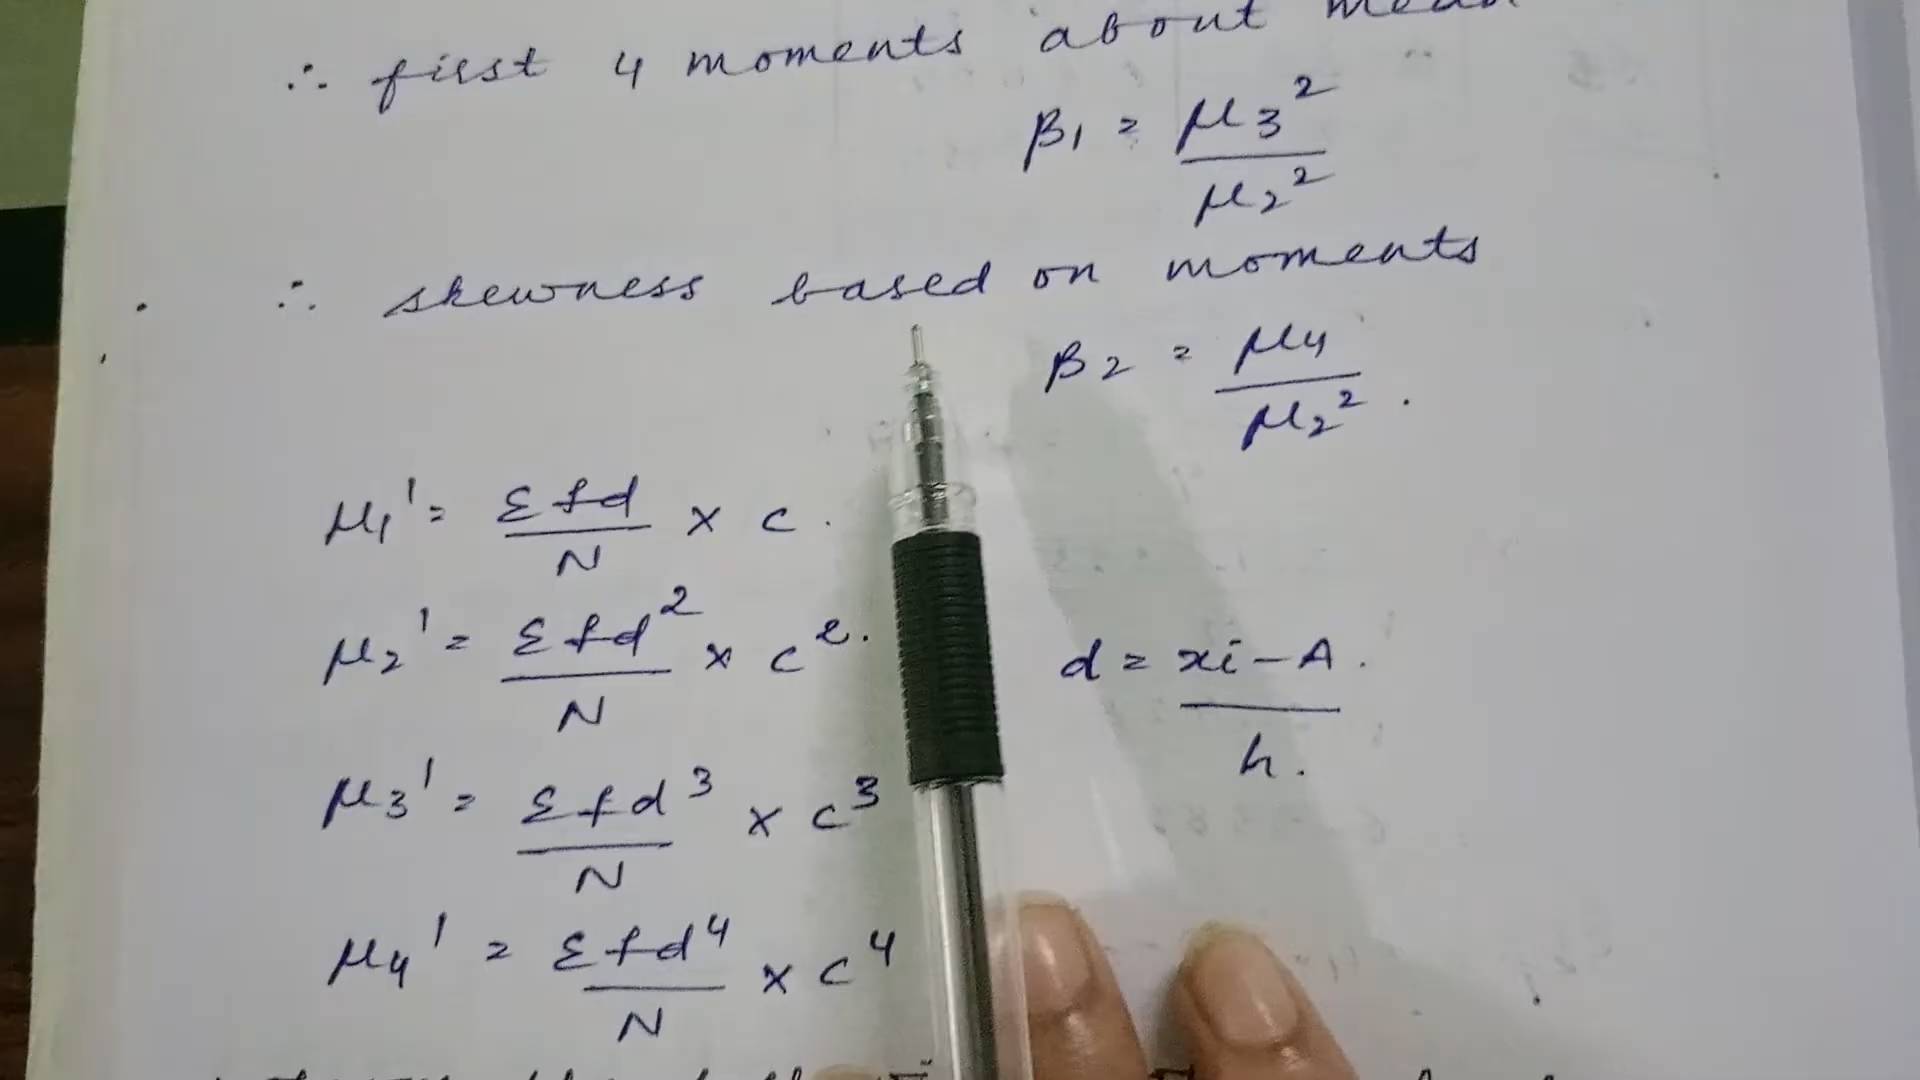 ∴ first 4 moments about mean
β₁ = μ₃² / μ₂²
∴ skewness based on moments
β₂ = μ₄ / μ₂².
μ₁' = Σfd / N × c.
μ₂' = Σfd² / N × c².
d = xi - A. / h.
μ₃' = Σfd³ / N × c³
μ₄' = Σfd⁴ / N × c⁴